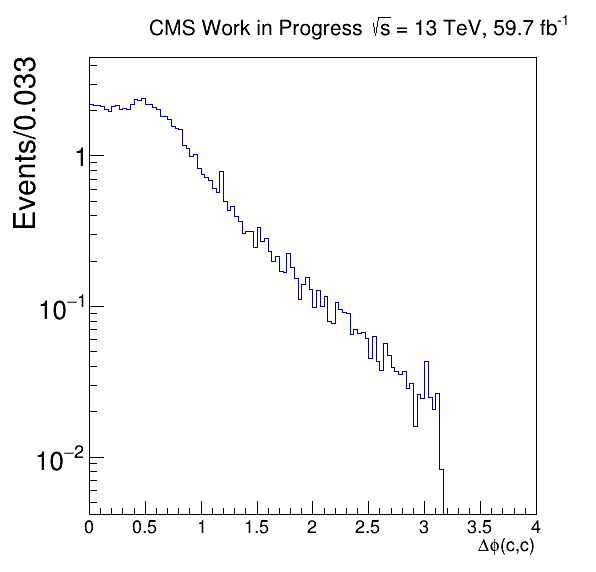 CMS Work in Progress √s = 13 TeV, 59.7 fb⁻¹
Events/0.033
1
10⁻¹
10⁻²
0 0.5 1 1.5 2 2.5 3 3.5 4
Δϕ(c,c)